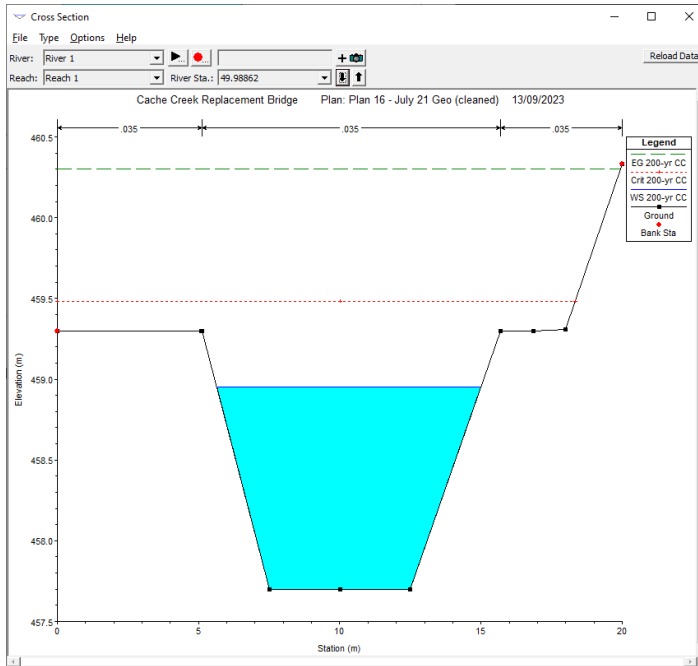 Cross Section
File Type Options Help
River: River 1
Reload Data
Reach: Reach 1 River Sta.: 49.98862
Cache Creek Replacement Bridge Plan: Plan 16 - July 21 Geo (cleaned) 13/09/2023
.035 .035 .035
Legend
EG 200-yr CC
Crit 200-yr CC
WS 200-yr CC
Ground
Bank Sta
460.5
460.0
459.5
459.0
458.5
458.0
457.5
Elevation (m)
0 5 10 15 20
Station (m)